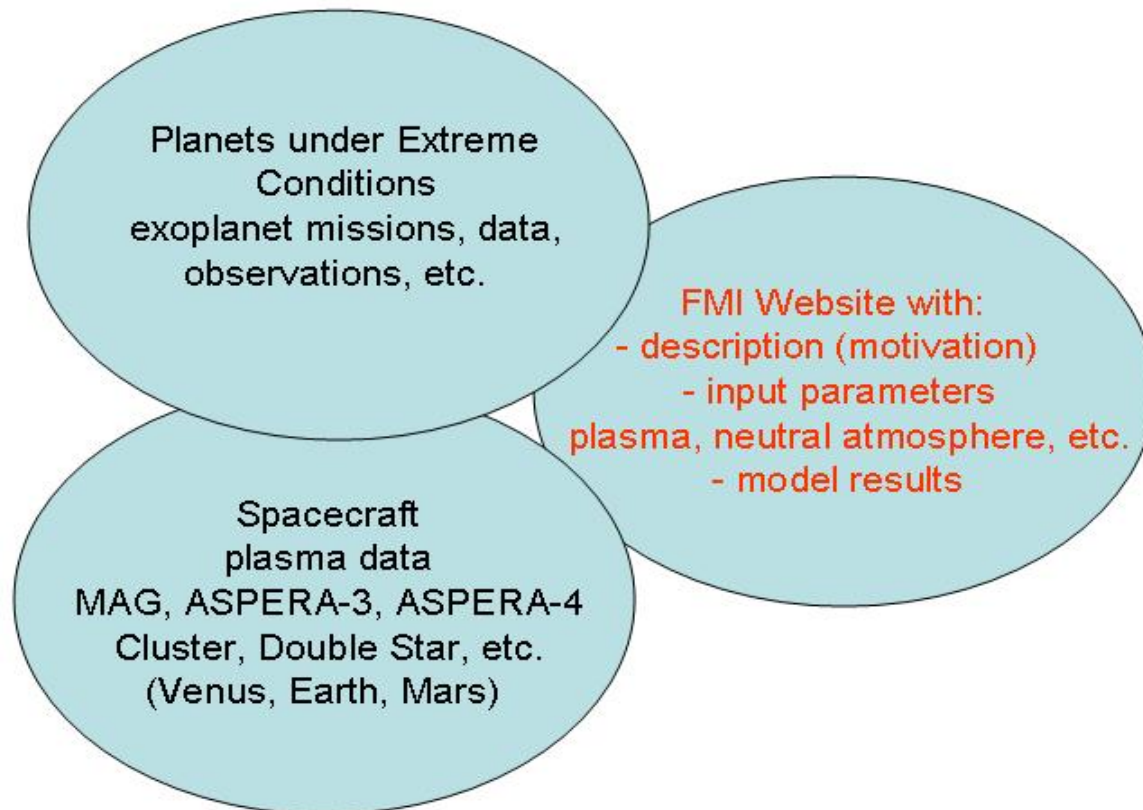 Planets under Extreme
Conditions
exoplanet missions, data,
observations, etc.
FMI Website with:
- description (motivation)
- input parameters
plasma, neutral atmosphere, etc.
- model results
Spacecraft
plasma data
MAG, ASPERA-3, ASPERA-4
Cluster, Double Star, etc.
(Venus, Earth, Mars)